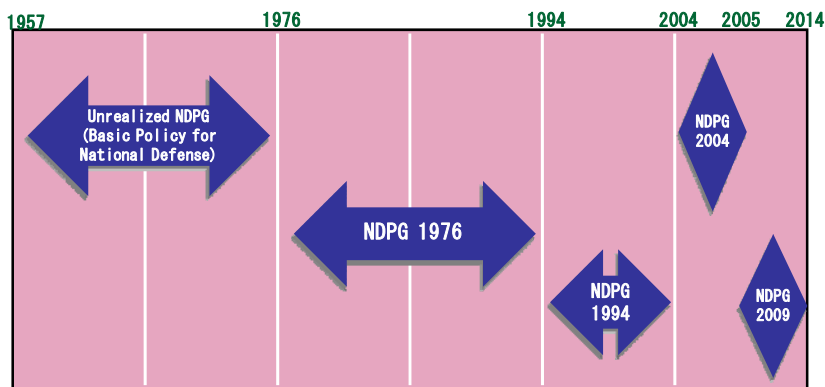 1957 1976 1994 2004 2005 2014
Unrealized NDPG
(Basic Policy for
National Defense)
NDPG 1976
NDPG
1994
NDPG
2004
NDPG
2009